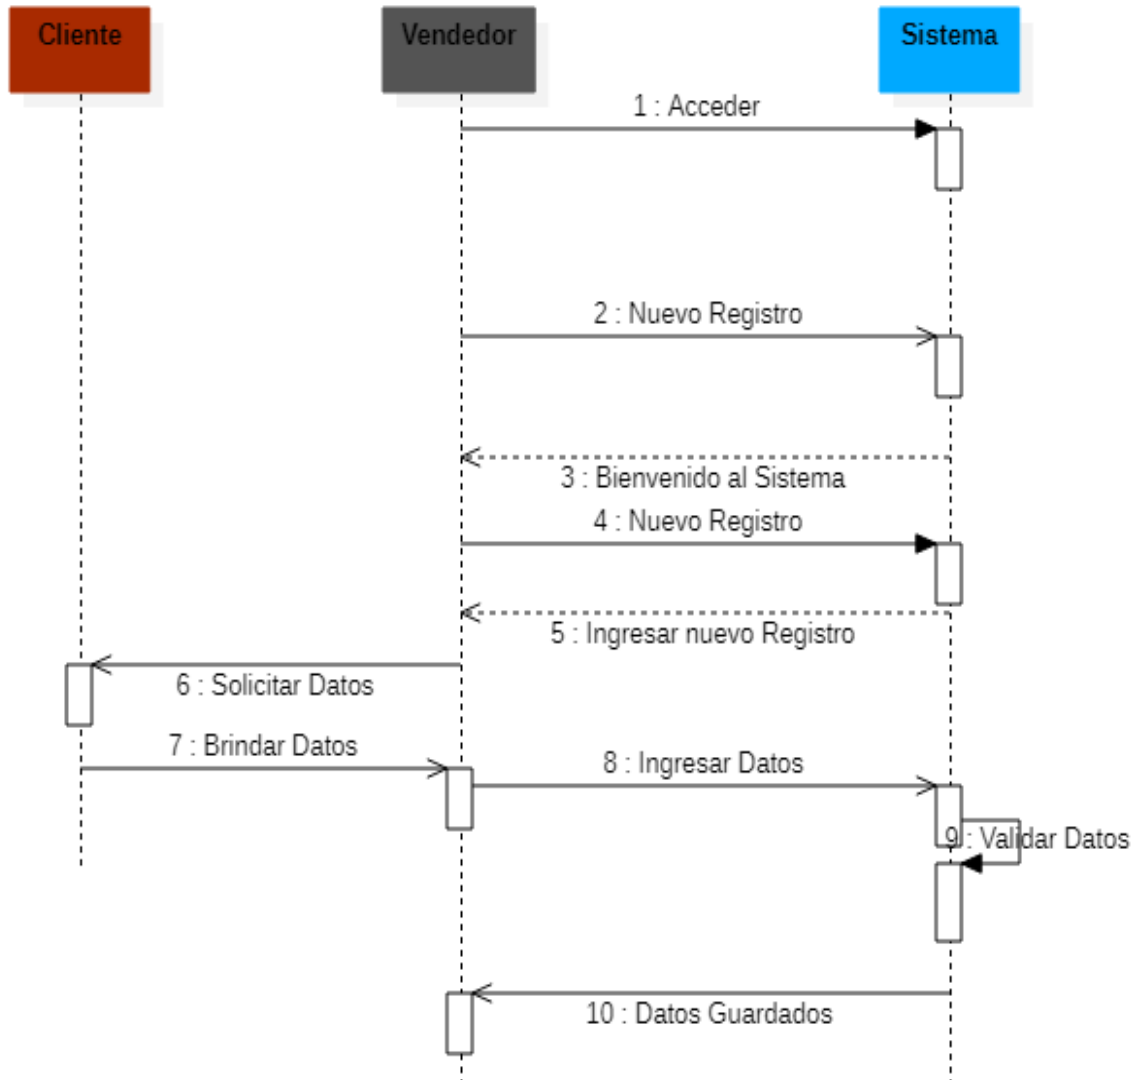 Cliente
Vendedor
Sistema
1 : Acceder
2 : Nuevo Registro
3 : Bienvenido al Sistema
4 : Nuevo Registro
5 : Ingresar nuevo Registro
6 : Solicitar Datos
7 : Brindar Datos
8 : Ingresar Datos
9 : Validar Datos
10 : Datos Guardados